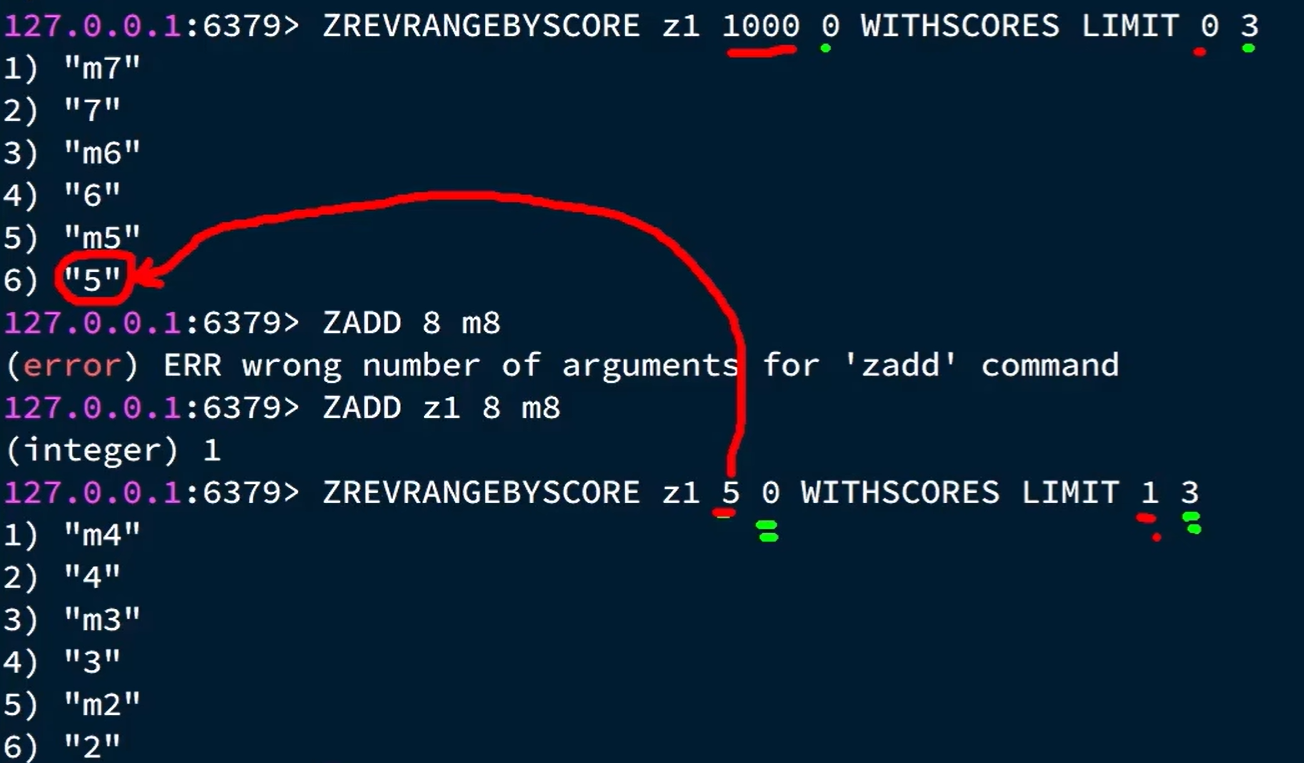 127.0.0.1:6379> ZREVRANGEBYSCORE z1 1000 0 WITHSCORES LIMIT 0 3
1) "m7"
2) "7"
3) "m6"
4) "6"
5) "m5"
6) "5"
127.0.0.1:6379> ZADD 8 m8
(error) ERR wrong number of arguments for 'zadd' command
127.0.0.1:6379> ZADD z1 8 m8
(integer) 1
127.0.0.1:6379> ZREVRANGEBYSCORE z1 5 0 WITHSCORES LIMIT 1 3
1) "m4"
2) "4"
3) "m3"
4) "3"
5) "m2"
6) "2"